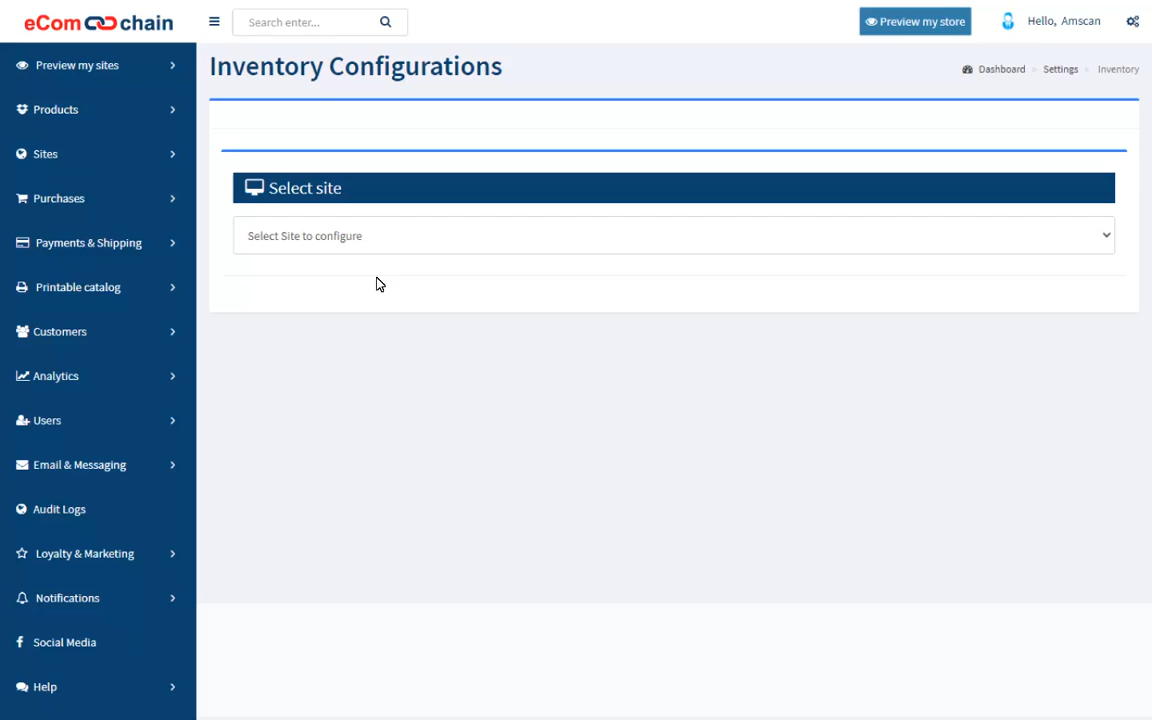 eCom chain
Search enter...
Preview my store
Hello, Amscan
Preview my sites
Products
Sites
Purchases
Payments & Shipping
Printable catalog
Customers
Analytics
Users
Email & Messaging
Audit Logs
Loyalty & Marketing
Notifications
Social Media
Help
Inventory Configurations
Dashboard
Settings
Inventory
Select site
Select Site to configure